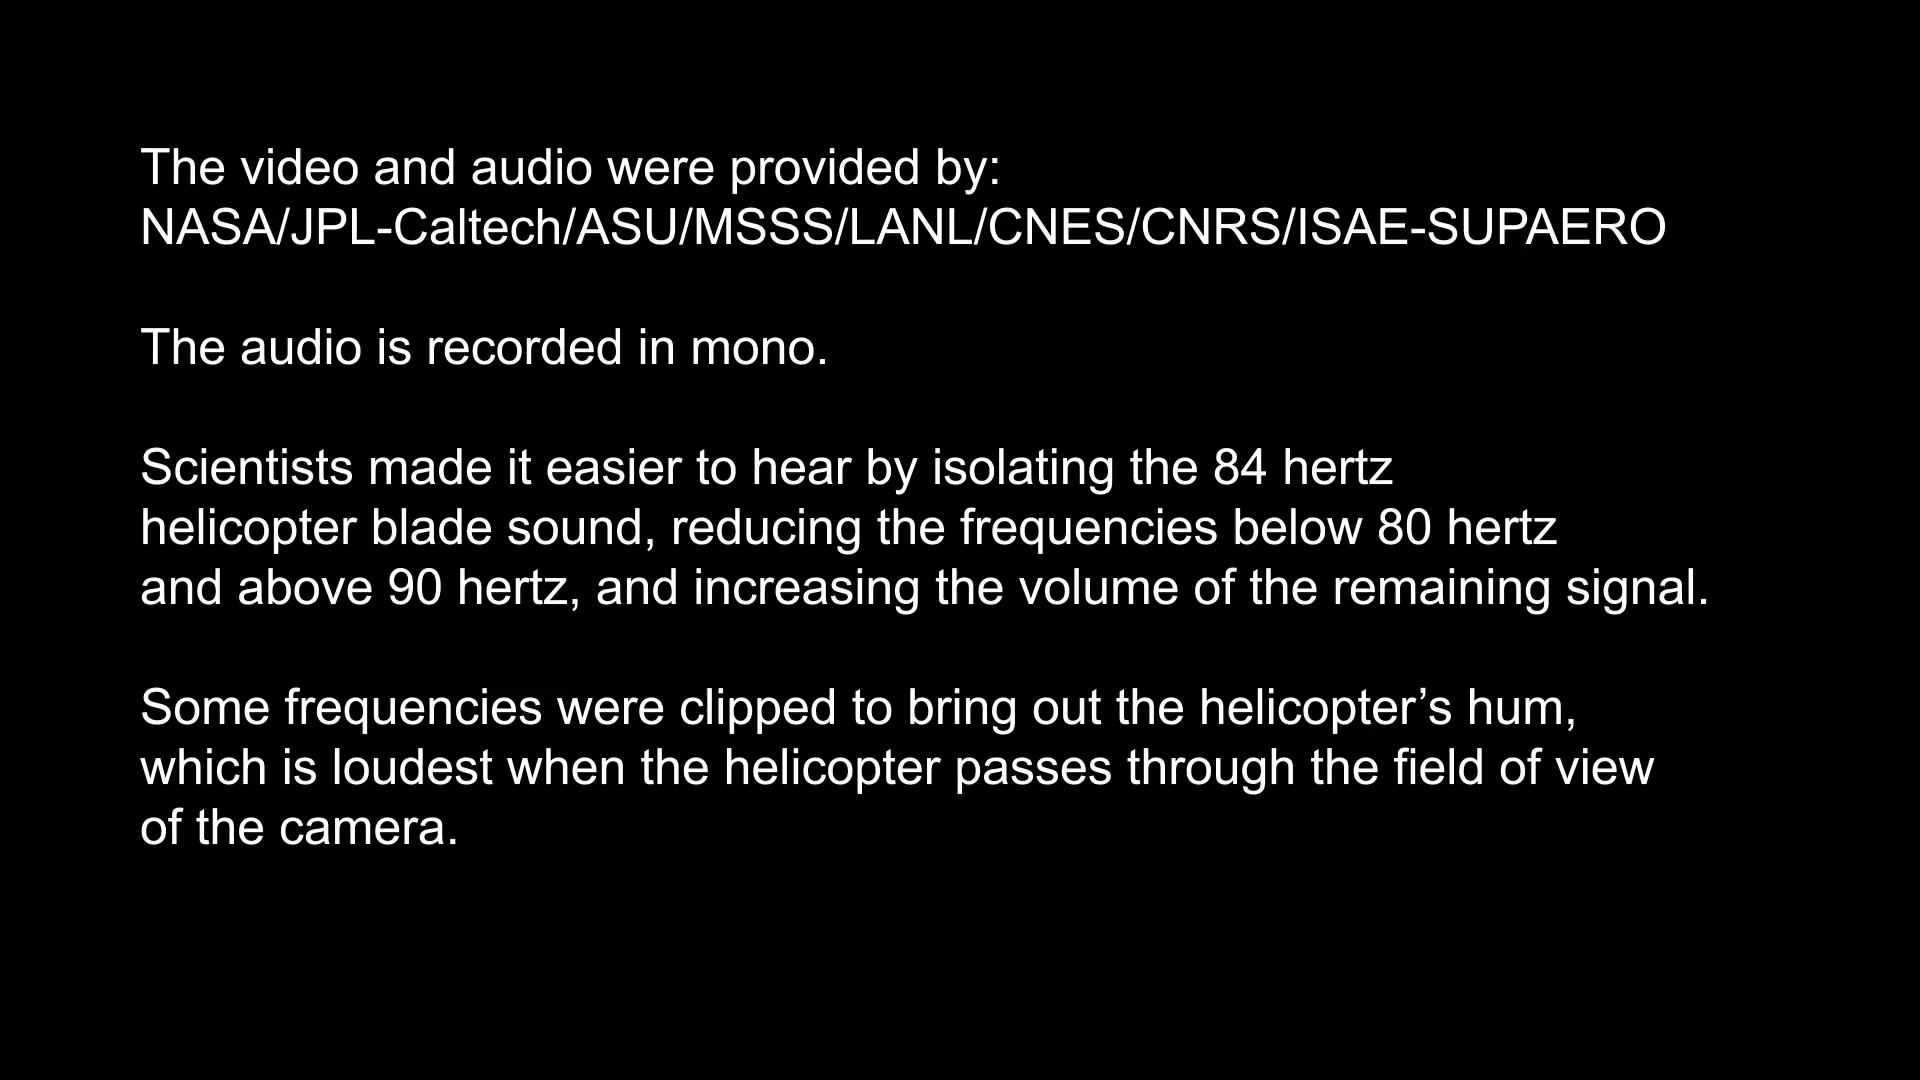 The video and audio were provided by:
NASA/JPL-Caltech/ASU/MSSS/LANL/CNES/CNRS/ISAE-SUPAERO
The audio is recorded in mono.
Scientists made it easier to hear by isolating the 84 hertz
helicopter blade sound, reducing the frequencies below 80 hertz
and above 90 hertz, and increasing the volume of the remaining signal.
Some frequencies were clipped to bring out the helicopter’s hum,
which is loudest when the helicopter passes through the field of view
of the camera.